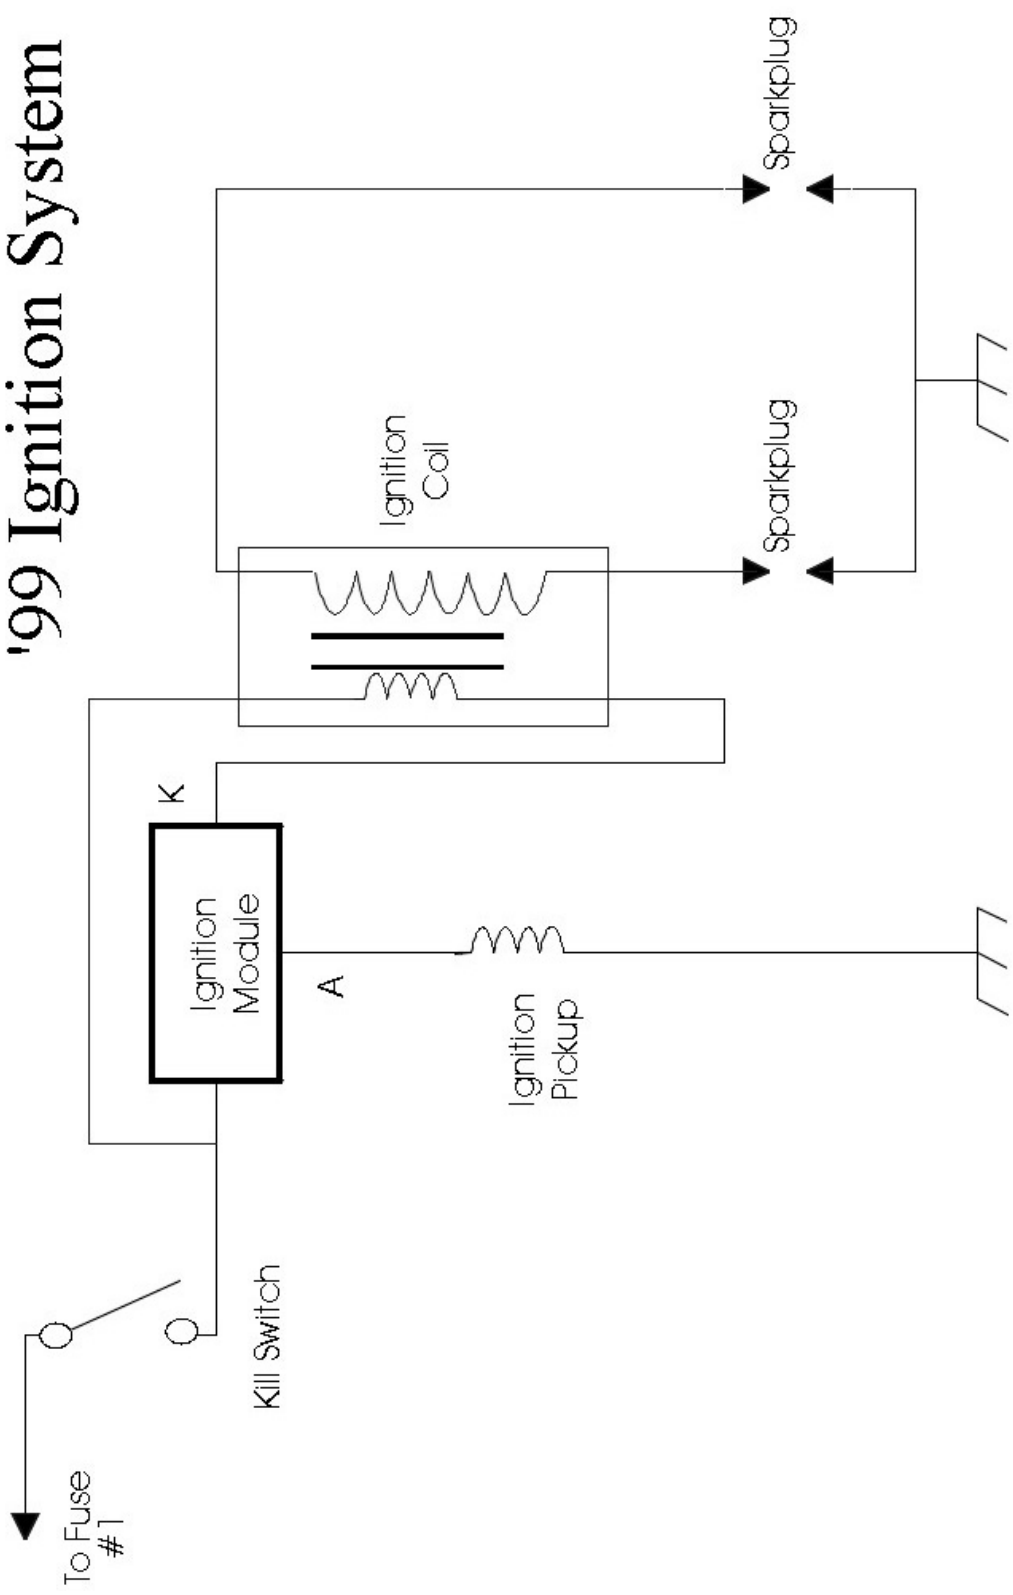 '99 Ignition System
To Fuse
#1
Kill Switch
Ignition
Module
K
A
Ignition
Pickup
Ignition
Coil
Sparkplug
Sparkplug